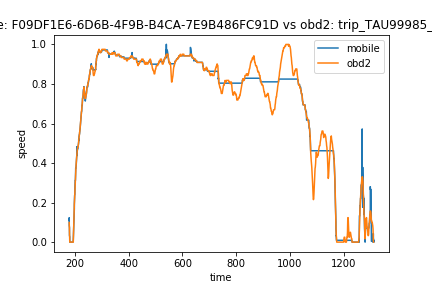 e: F09DF1E6-6D6B-4F9B-B4CA-7E9B486FC91D vs obd2: trip_TAU99985_
mobile
obd2
1.0
0.8
0.6
0.4
0.2
0.0
speed
200 400 600 800 1000 1200
time